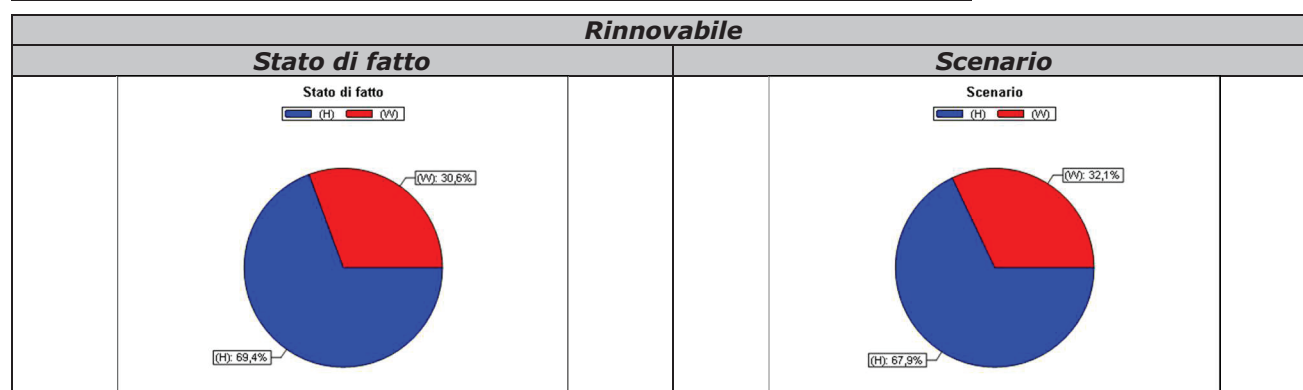 Rinnovabile
Stato di fatto
Scenario
Stato di fatto
(H) (W)
(W): 30,6%
(H): 69,4%
Scenario
(H) (W)
(W): 32,1%
(H): 67,9%